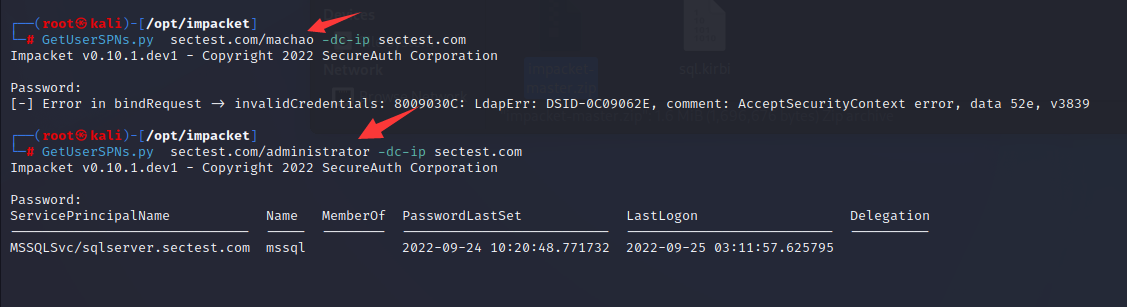 Devices
┌──(root㉿kali)-[/opt/impacket]
└─# GetUserSPNs.py  sectest.com/machao -dc-ip sectest.com
Impacket v0.10.1.dev1 - Copyright 2022 SecureAuth Corporation
Network
Password:
[-] Error in bindRequest -> invalidCredentials: 8009030C: LdapErr: DSID-0C09062E, comment: AcceptSecurityContext error, data 52e, v3839
┌──(root㉿kali)-[/opt/impacket]
└─# GetUserSPNs.py  sectest.com/administrator -dc-ip sectest.com
Impacket v0.10.1.dev1 - Copyright 2022 SecureAuth Corporation
Password:
ServicePrincipalName  Name  MemberOf  PasswordLastSet  LastLogon  Delegation
MSSQLSvc/sqlserver.sectest.com  mssql  2022-09-24 10:20:48.771732  2022-09-25 03:11:57.625795